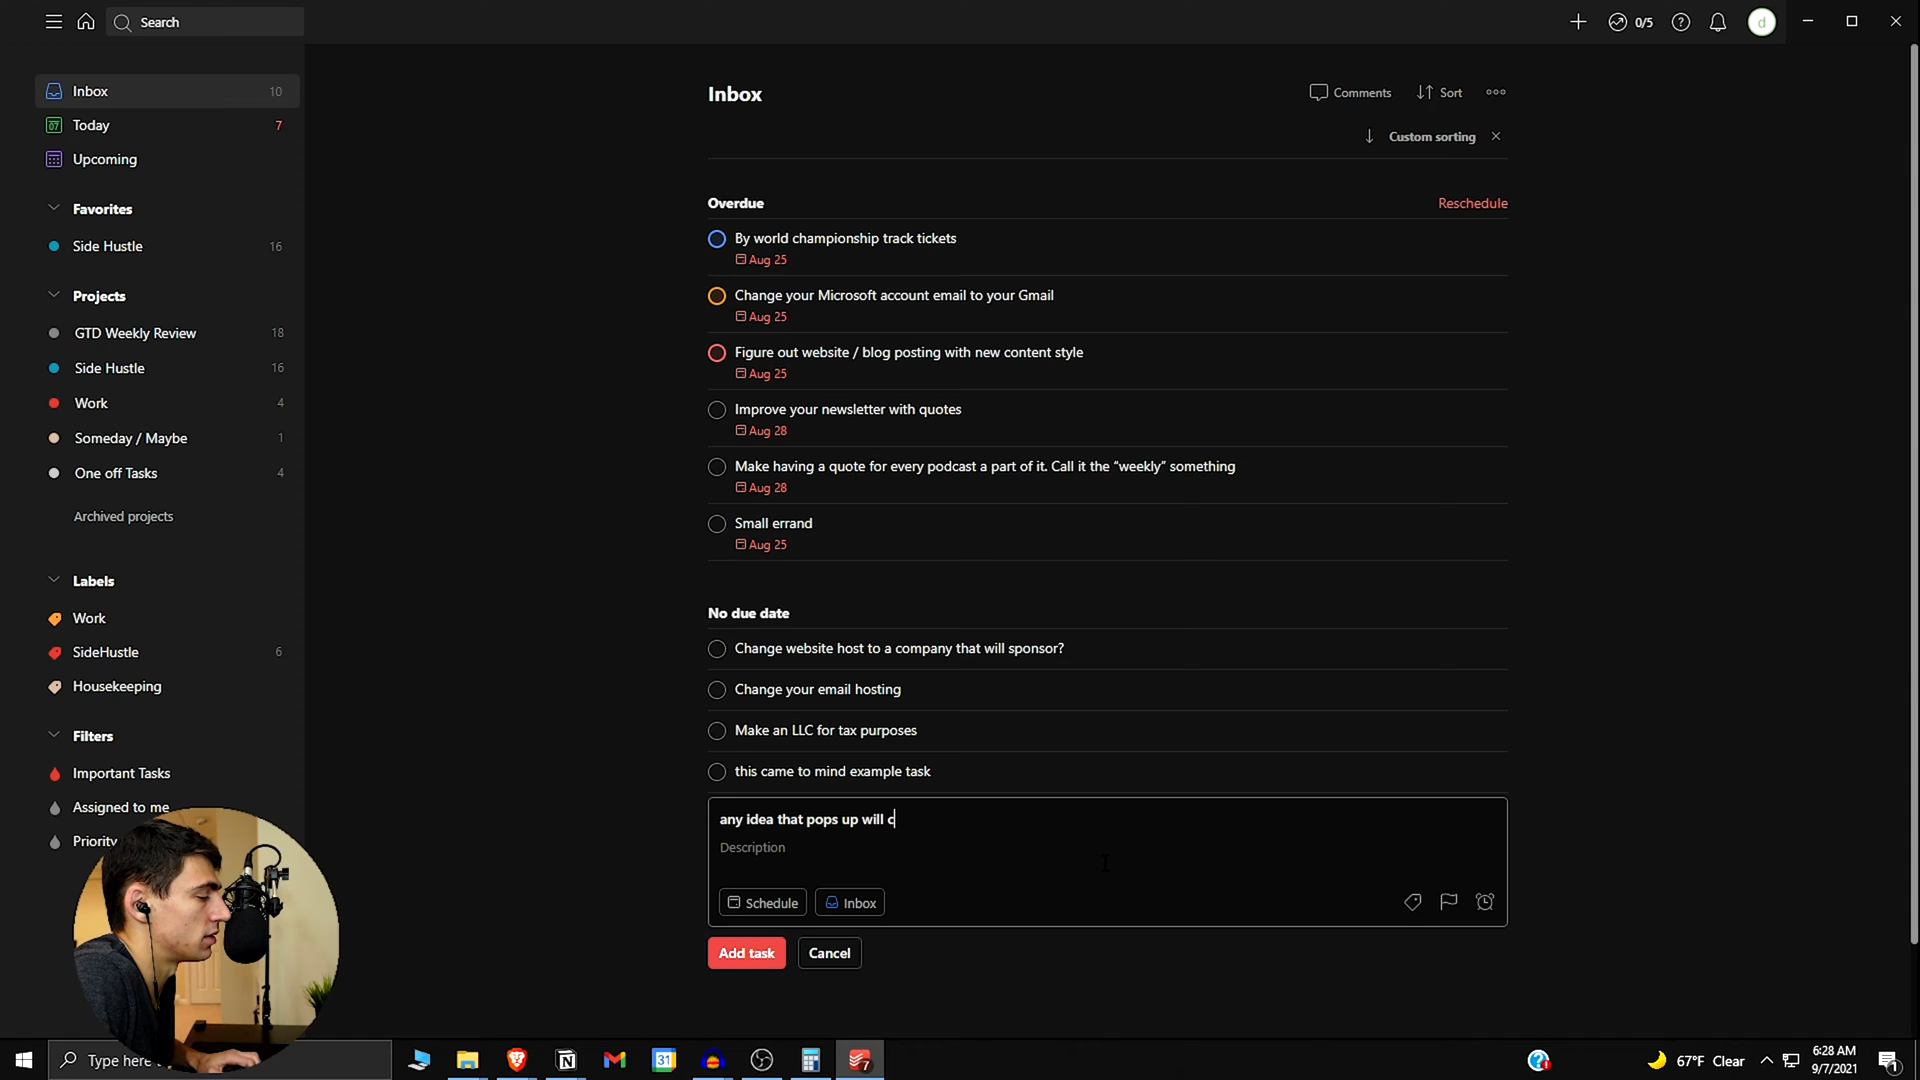 Search
0/5
d
Inbox 10
Today 7
Upcoming
Favorites
Side Hustle 16
Projects
GTD Weekly Review 18
Side Hustle 16
Work 4
Someday / Maybe 1
One off Tasks 4
Archived projects
Labels
Work
SideHustle 6
Housekeeping
Filters
Important Tasks
Assigned to me
Priority
Inbox
Comments Sort
Custom sorting
Overdue Reschedule
By world championship track tickets
Aug 25
Change your Microsoft account email to your Gmail
Aug 25
Figure out website / blog posting with new content style
Aug 25
Improve your newsletter with quotes
Aug 28
Make having a quote for every podcast a part of it. Call it the “weekly” something
Aug 28
Small errand
Aug 25
No due date
Change website host to a company that will sponsor?
Change your email hosting
Make an LLC for tax purposes
this came to mind example task
any idea that pops up will c
Description
Schedule Inbox
Add task Cancel
Type here
31
7
67°F Clear
6:28 AM
9/7/2021
1